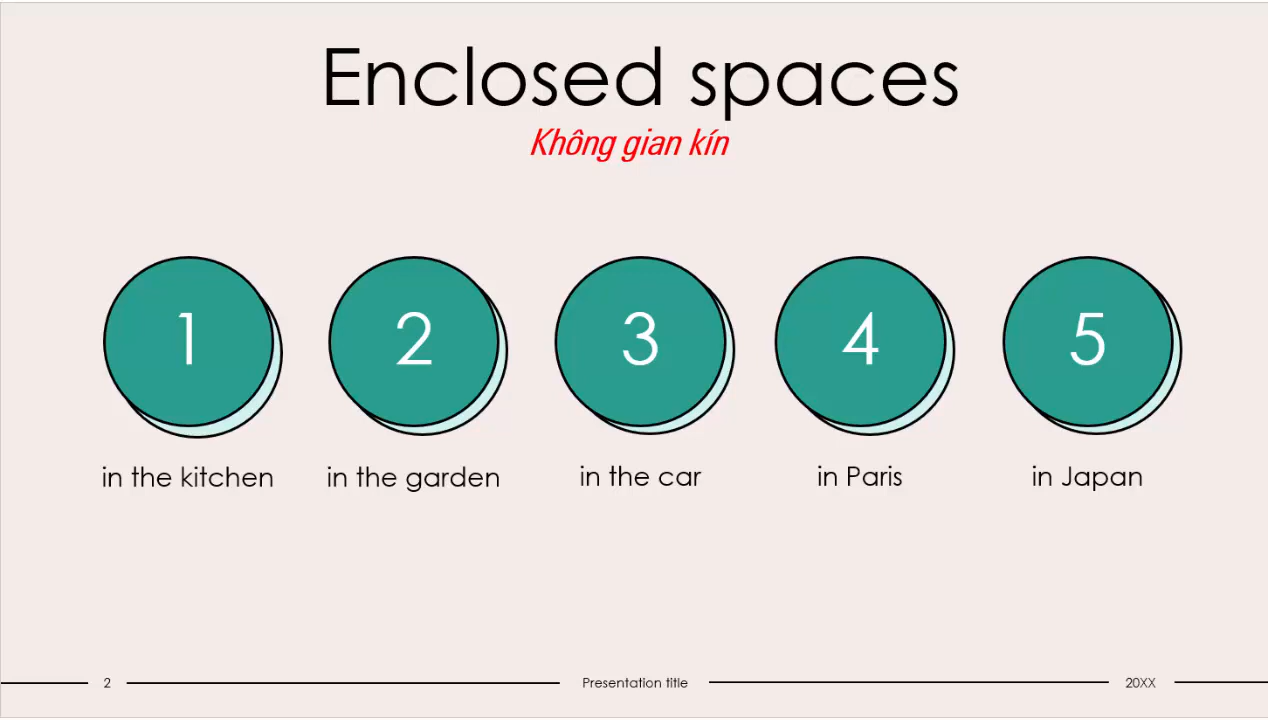 Enclosed spaces
Không gian kín
1 2 3 4 5
in the kitchen in the garden in the car in Paris in Japan
2 Presentation title 20XX